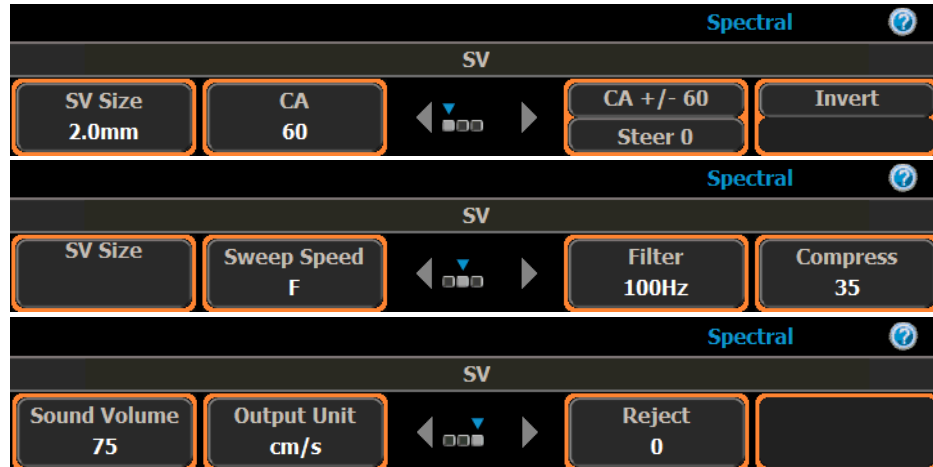 Spectral ?
SV
SV Size CA CA +/- 60 Invert
2.0mm 60 Steer 0
Spectral ?
SV
SV Size Sweep Speed Filter Compress
F 100Hz 35
Spectral ?
SV
Sound Volume Output Unit Reject
75 cm/s 0